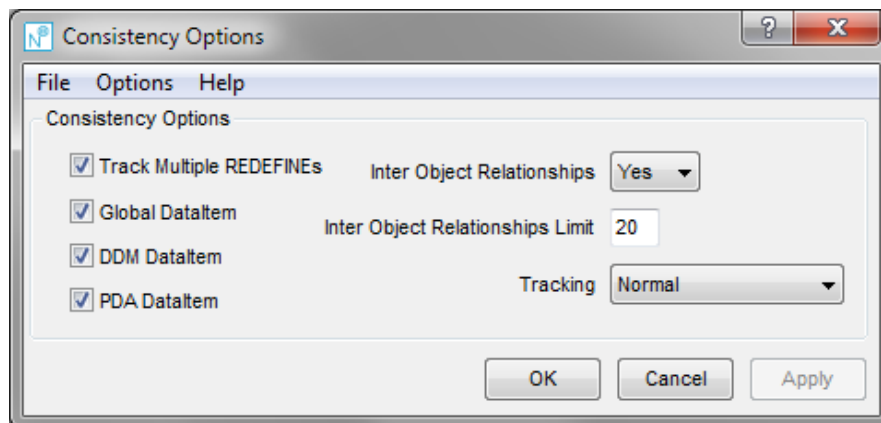 Consistency Options
File Options Help
Consistency Options
Track Multiple REDEFINEs
Inter Object Relationships Yes
Global DataItem
Inter Object Relationships Limit 20
DDM DataItem
Tracking Normal
PDA DataItem
OK Cancel Apply